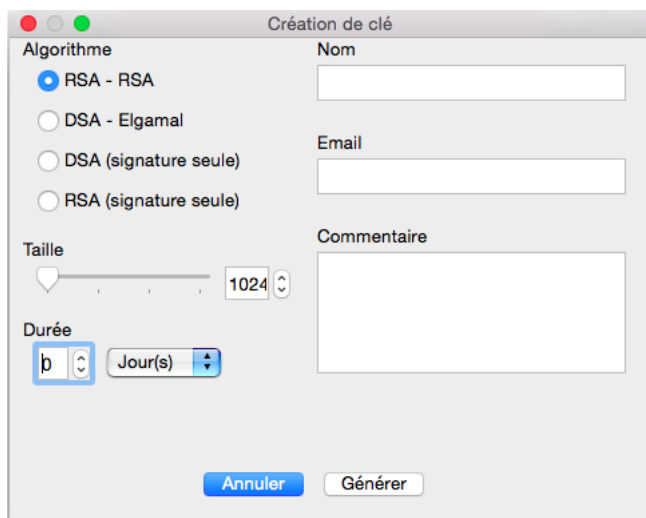 Création de clé
Algorithme
RSA - RSA
DSA - Elgamal
DSA (signature seule)
RSA (signature seule)
Taille
1024
Durée
0
Jour(s)
Nom
Email
Commentaire
Annuler
Générer